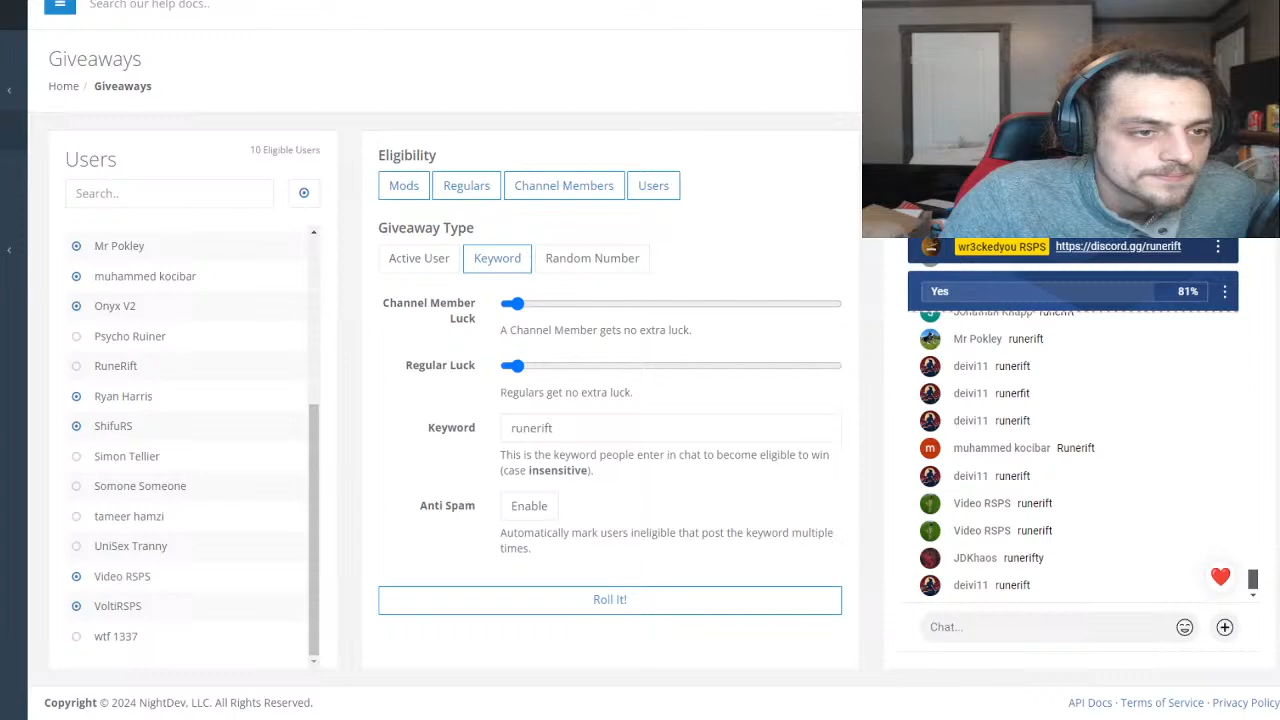 Search our help docs..
Giveaways
Home / Giveaways
Users
10 Eligible Users
Search..
Mr Pokley
muhammed kocibar
Onyx V2
Psycho Ruiner
RuneRift
Ryan Harris
ShifuRS
Simon Tellier
Somone Someone
tameer hamzi
UniSex Tranny
Video RSPS
VoltiRSPS
wtf 1337
Eligibility
Mods Regulars Channel Members Users
Giveaway Type
Active User Keyword Random Number
Channel Member Luck
A Channel Member gets no extra luck.
Regular Luck
Regulars get no extra luck.
Keyword runerift
This is the keyword people enter in chat to become eligible to win
(case insensitive).
Anti Spam Enable
Automatically mark users ineligible that post the keyword multiple
times.
Roll It!
wr3ckedyou RSPS https://discord.gg/runerift
Yes 81%
Jonathan Knapp runerift
Mr Pokley runerift
deivi11 runerift
deivi11 runerfit
deivi11 runerift
m muhammed kocibar Runerift
deivi11 runerift
Video RSPS runerift
Video RSPS runerift
JDKhaos runerifty
deivi11 runerift
Chat...
Copyright © 2024 NightDev, LLC. All Rights Reserved.
API Docs · Terms of Service · Privacy Policy